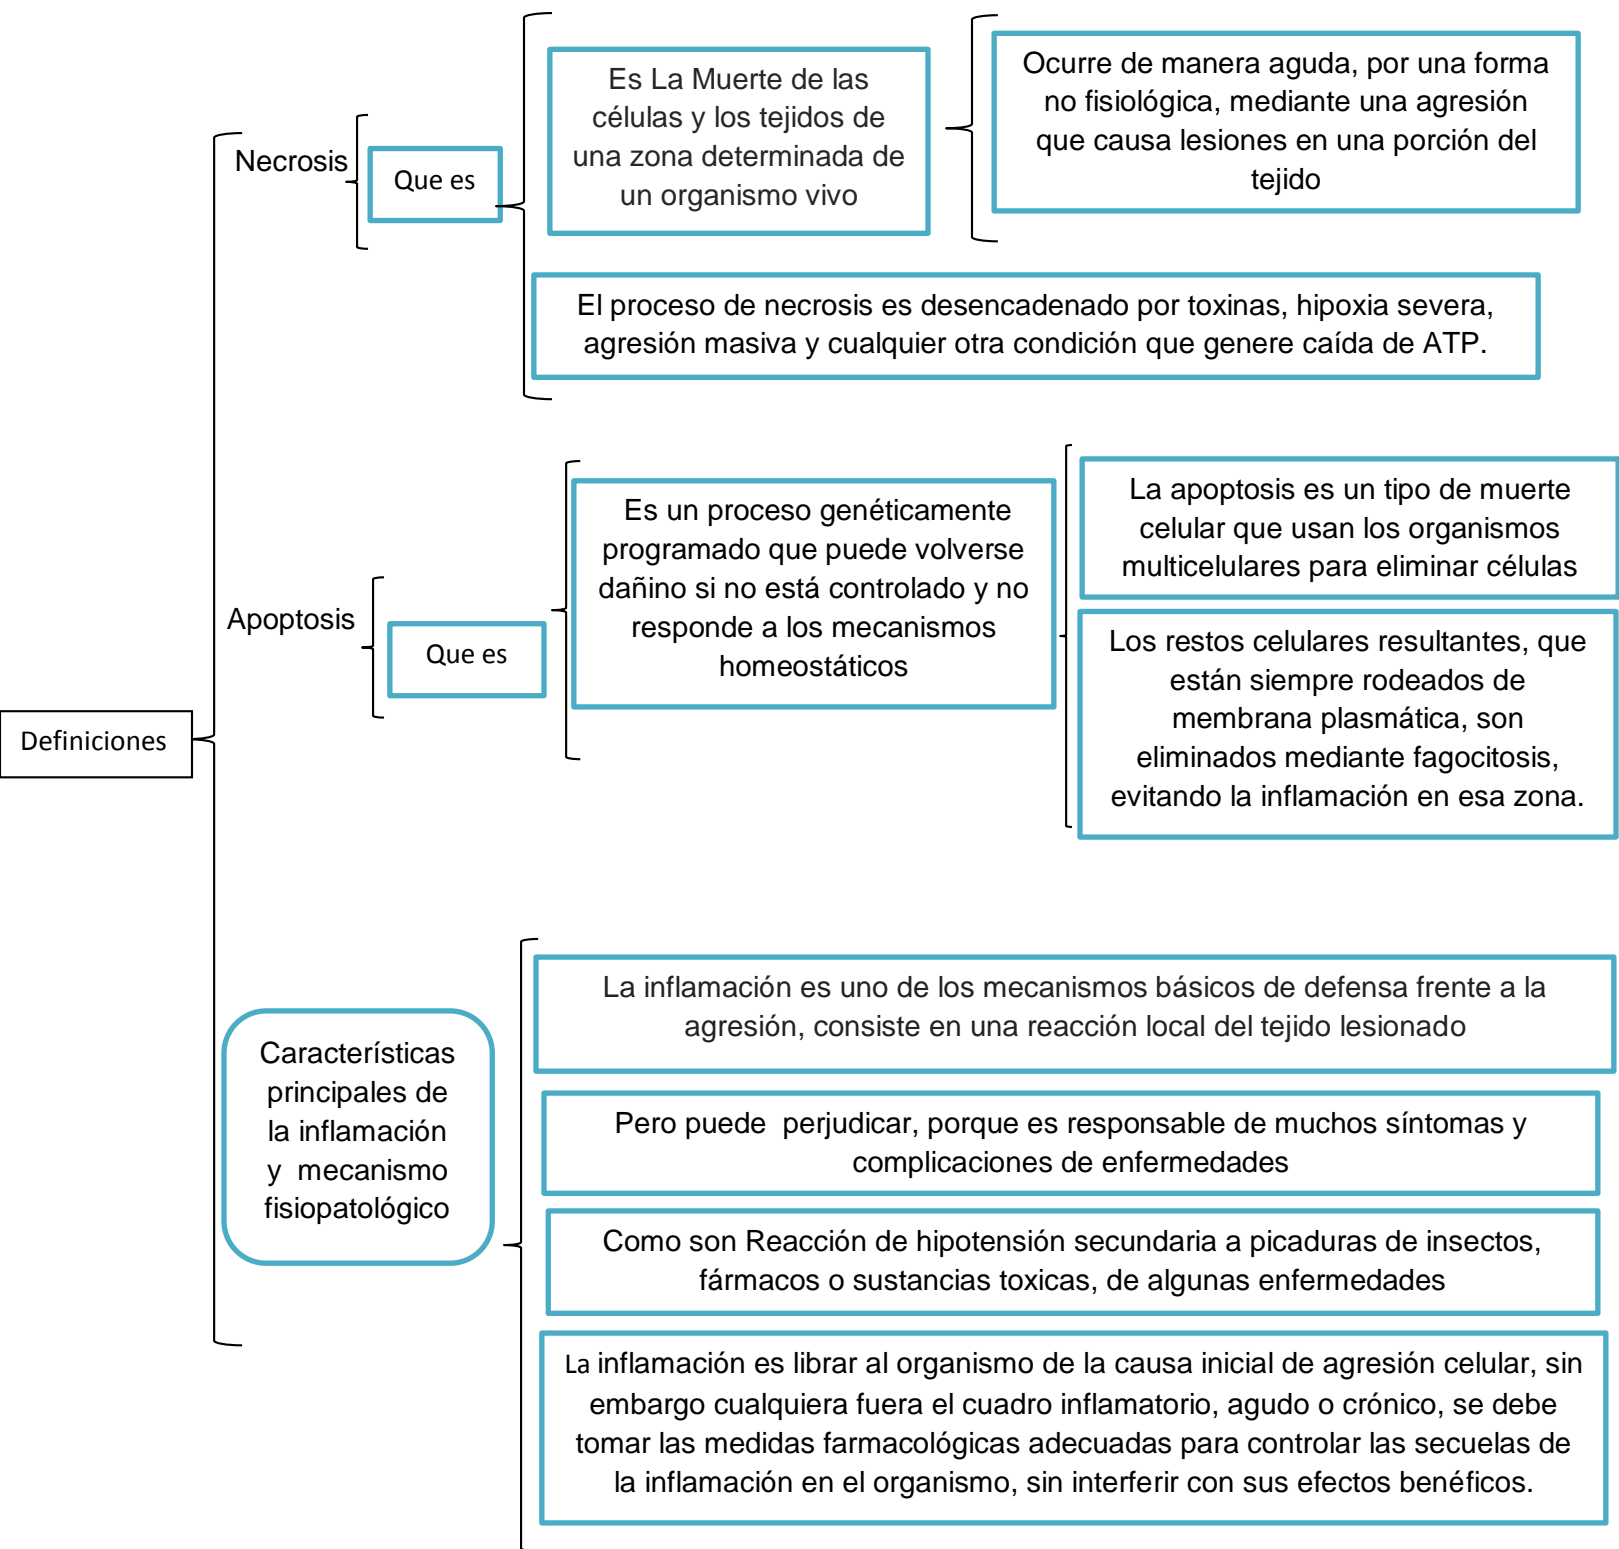 Definiciones
Necrosis
Que es
Es La Muerte de las
células y los tejidos de
una zona determinada de
un organismo vivo
Ocurre de manera aguda, por una forma
no fisiológica, mediante una agresión
que causa lesiones en una porción del
tejido
El proceso de necrosis es desencadenado por toxinas, hipoxia severa,
agresión masiva y cualquier otra condición que genere caída de ATP.
Apoptosis
Que es
Es un proceso genéticamente
programado que puede volverse
dañino si no está controlado y no
responde a los mecanismos
homeostáticos
La apoptosis es un tipo de muerte
celular que usan los organismos
multicelulares para eliminar células
Los restos celulares resultantes, que
están siempre rodeados de
membrana plasmática, son
eliminados mediante fagocitosis,
evitando la inflamación en esa zona.
Características
principales de
la inflamación
y mecanismo
fisiopatológico
La inflamación es uno de los mecanismos básicos de defensa frente a la
agresión, consiste en una reacción local del tejido lesionado
Pero puede perjudicar, porque es responsable de muchos síntomas y
complicaciones de enfermedades
Como son Reacción de hipotensión secundaria a picaduras de insectos,
fármacos o sustancias toxicas, de algunas enfermedades
La inflamación es librar al organismo de la causa inicial de agresión celular, sin
embargo cualquiera fuera el cuadro inflamatorio, agudo o crónico, se debe
tomar las medidas farmacológicas adecuadas para controlar las secuelas de
la inflamación en el organismo, sin interferir con sus efectos benéficos.